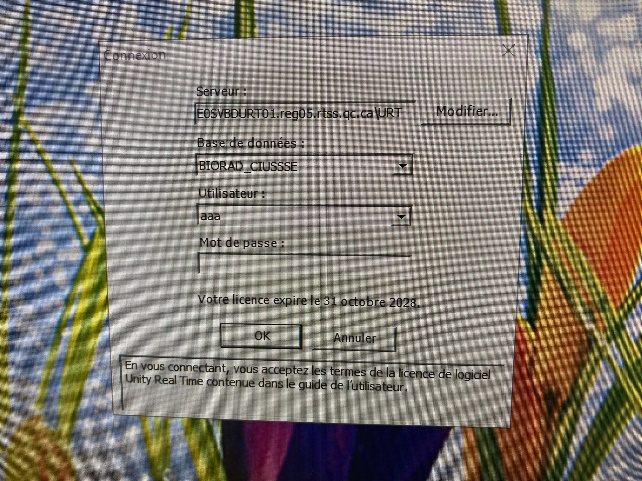 Connexion
Serveur :
E0SVBDURT01.reg05.rtss.qc.ca\URT
Modifier...
Base de données :
BIORAD_CIUSSSE
Utilisateur :
aaa
Mot de passe :
Votre licence expire le 31 octobre 2028.
OK
Annuler
En vous connectant, vous acceptez les termes de la licence de logiciel
Unity Real Time contenue dans le guide de l'utilisateur.